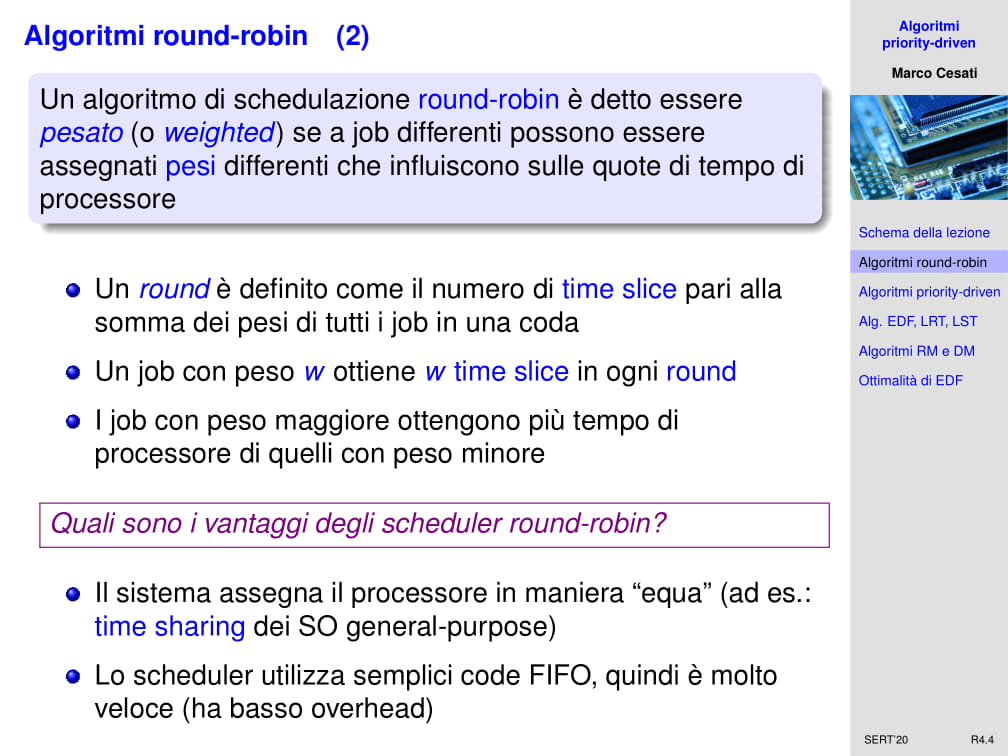 Algoritmi round-robin (2)
Un algoritmo di schedulazione round-robin è detto essere
pesato (o weighted) se a job differenti possono essere
assegnati pesi differenti che influiscono sulle quote di tempo di
processore
Un round è definito come il numero di time slice pari alla
somma dei pesi di tutti i job in una coda
Un job con peso w ottiene w time slice in ogni round
I job con peso maggiore ottengono più tempo di
processore di quelli con peso minore
Quali sono i vantaggi degli scheduler round-robin?
Il sistema assegna il processore in maniera “equa” (ad es.:
time sharing dei SO general-purpose)
Lo scheduler utilizza semplici code FIFO, quindi è molto
veloce (ha basso overhead)
Algoritmi
priority-driven
Marco Cesati
Schema della lezione
Algoritmi round-robin
Algoritmi priority-driven
Alg. EDF, LRT, LST
Algoritmi RM e DM
Ottimalità di EDF
SERT’20 R4.4